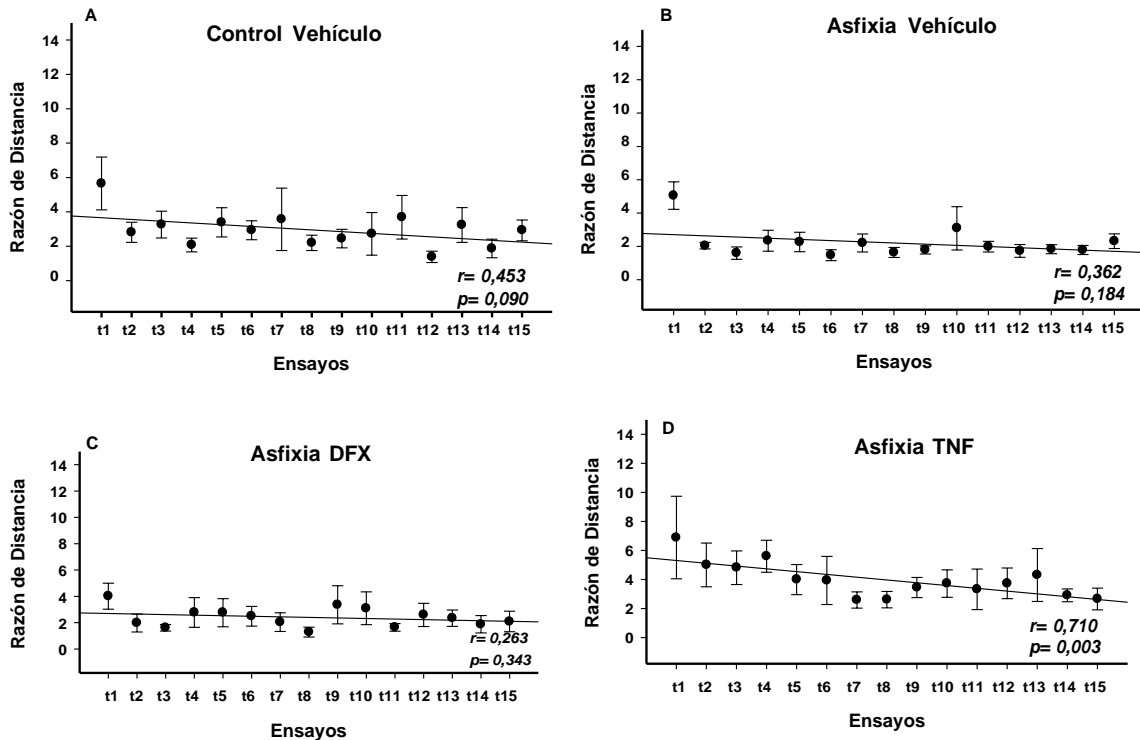 A
Control Vehículo
Razón de Distancia
14
12
10
8
6
4
2
0
r= 0,453
p= 0,090
t1 t2 t3 t4 t5 t6 t7 t8 t9 t10 t11 t12 t13 t14 t15
Ensayos
B
Asfixia Vehículo
Razón de Distancia
14
12
10
8
6
4
2
0
r= 0,362
p= 0,184
t1 t2 t3 t4 t5 t6 t7 t8 t9 t10 t11 t12 t13 t14 t15
Ensayos
C
Asfixia DFX
Razón de Distancia
14
12
10
8
6
4
2
0
r= 0,263
p= 0,343
t1 t2 t3 t4 t5 t6 t7 t8 t9 t10 t11 t12 t13 t14 t15
Ensayos
D
Asfixia TNF
Razón de Distancia
14
12
10
8
6
4
2
0
r= 0,710
p= 0,003
t1 t2 t3 t4 t5 t6 t7 t8 t9 t10 t11 t12 t13 t14 t15
Ensayos